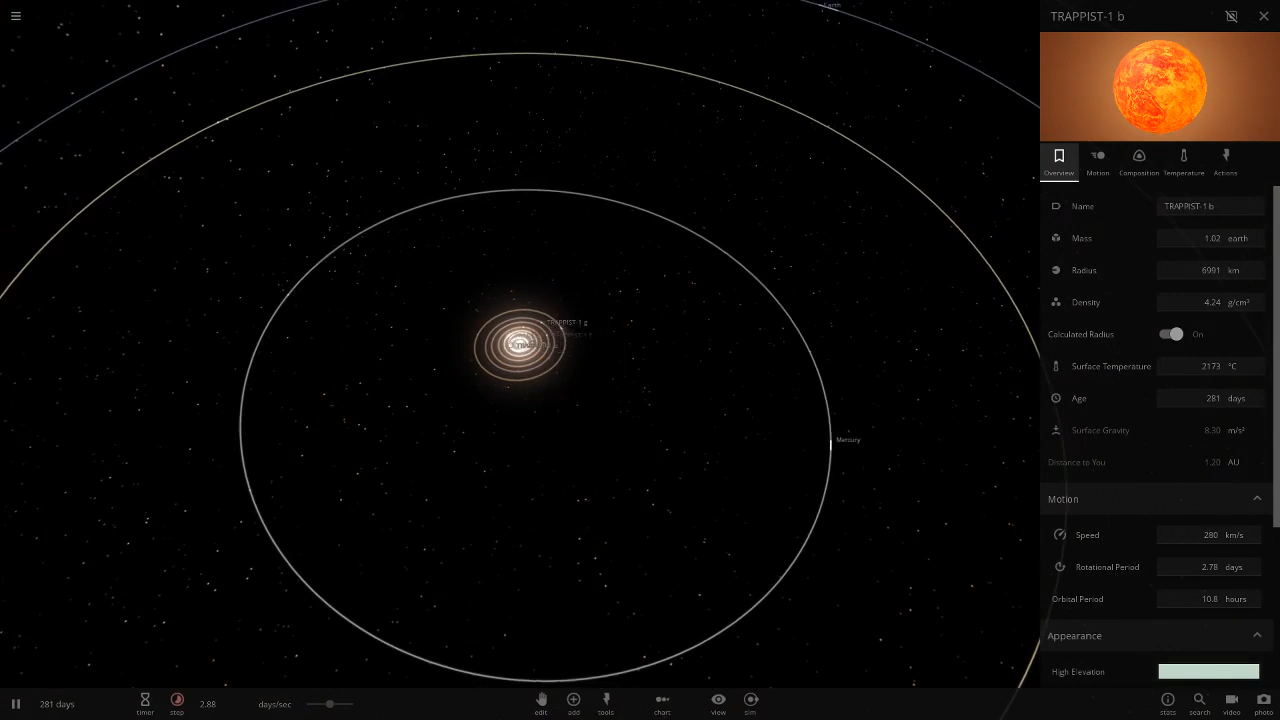 Earth
TRAPPIST-1 b
Overview
Motion
Composition
Temperature
Actions
Name TRAPPIST-1 b
Mass 1.02 earth
Radius 6991 km
Density 4.24 g/cm³
Calculated Radius On
Surface Temperature 2173 °C
Age 281 days
Surface Gravity 8.30 m/s²
Distance to You 1.20 AU
Motion
Speed 280 km/s
Rotational Period 2.78 days
Orbital Period 10.8 hours
Appearance
High Elevation
TRAPPIST-1 g
Mercury
281 days
timer
step
2.88 days/sec
edit
add
tools
chart
view
sim
stats
search
video
photo